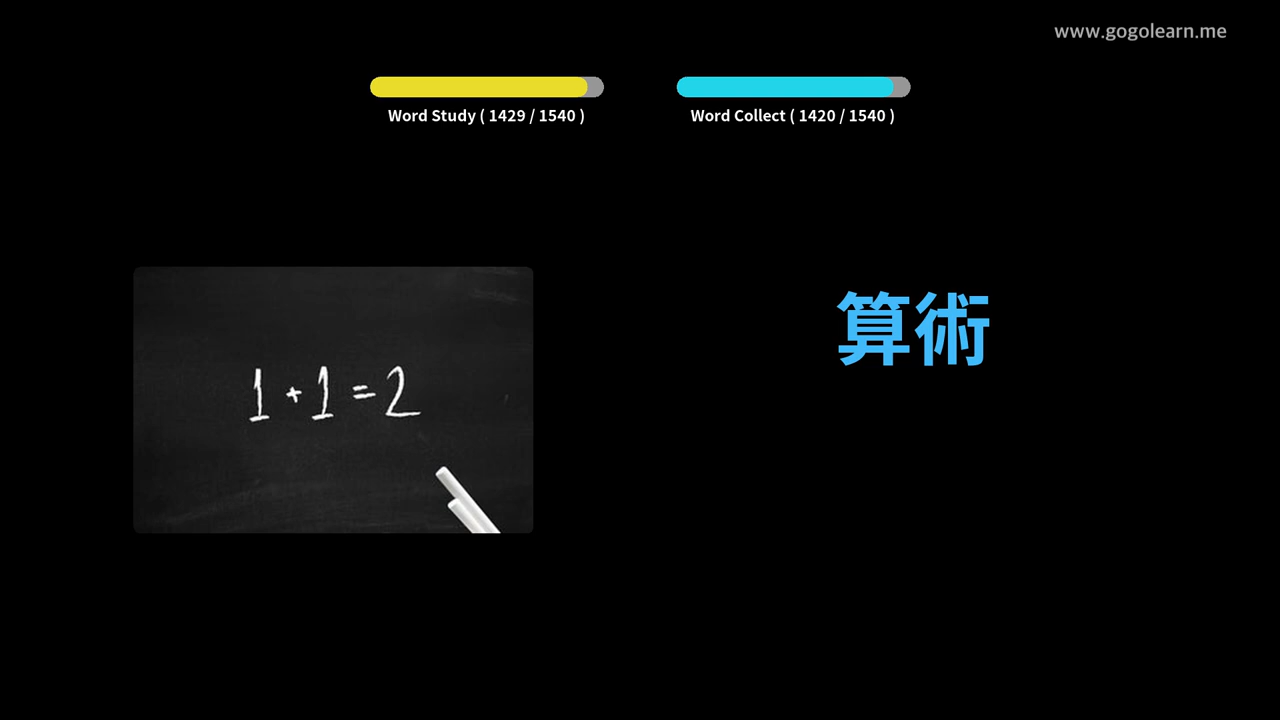 www.gogolearn.me
Word Study ( 1429 / 1540 )
Word Collect ( 1420 / 1540 )
算術
1 + 1 = 2